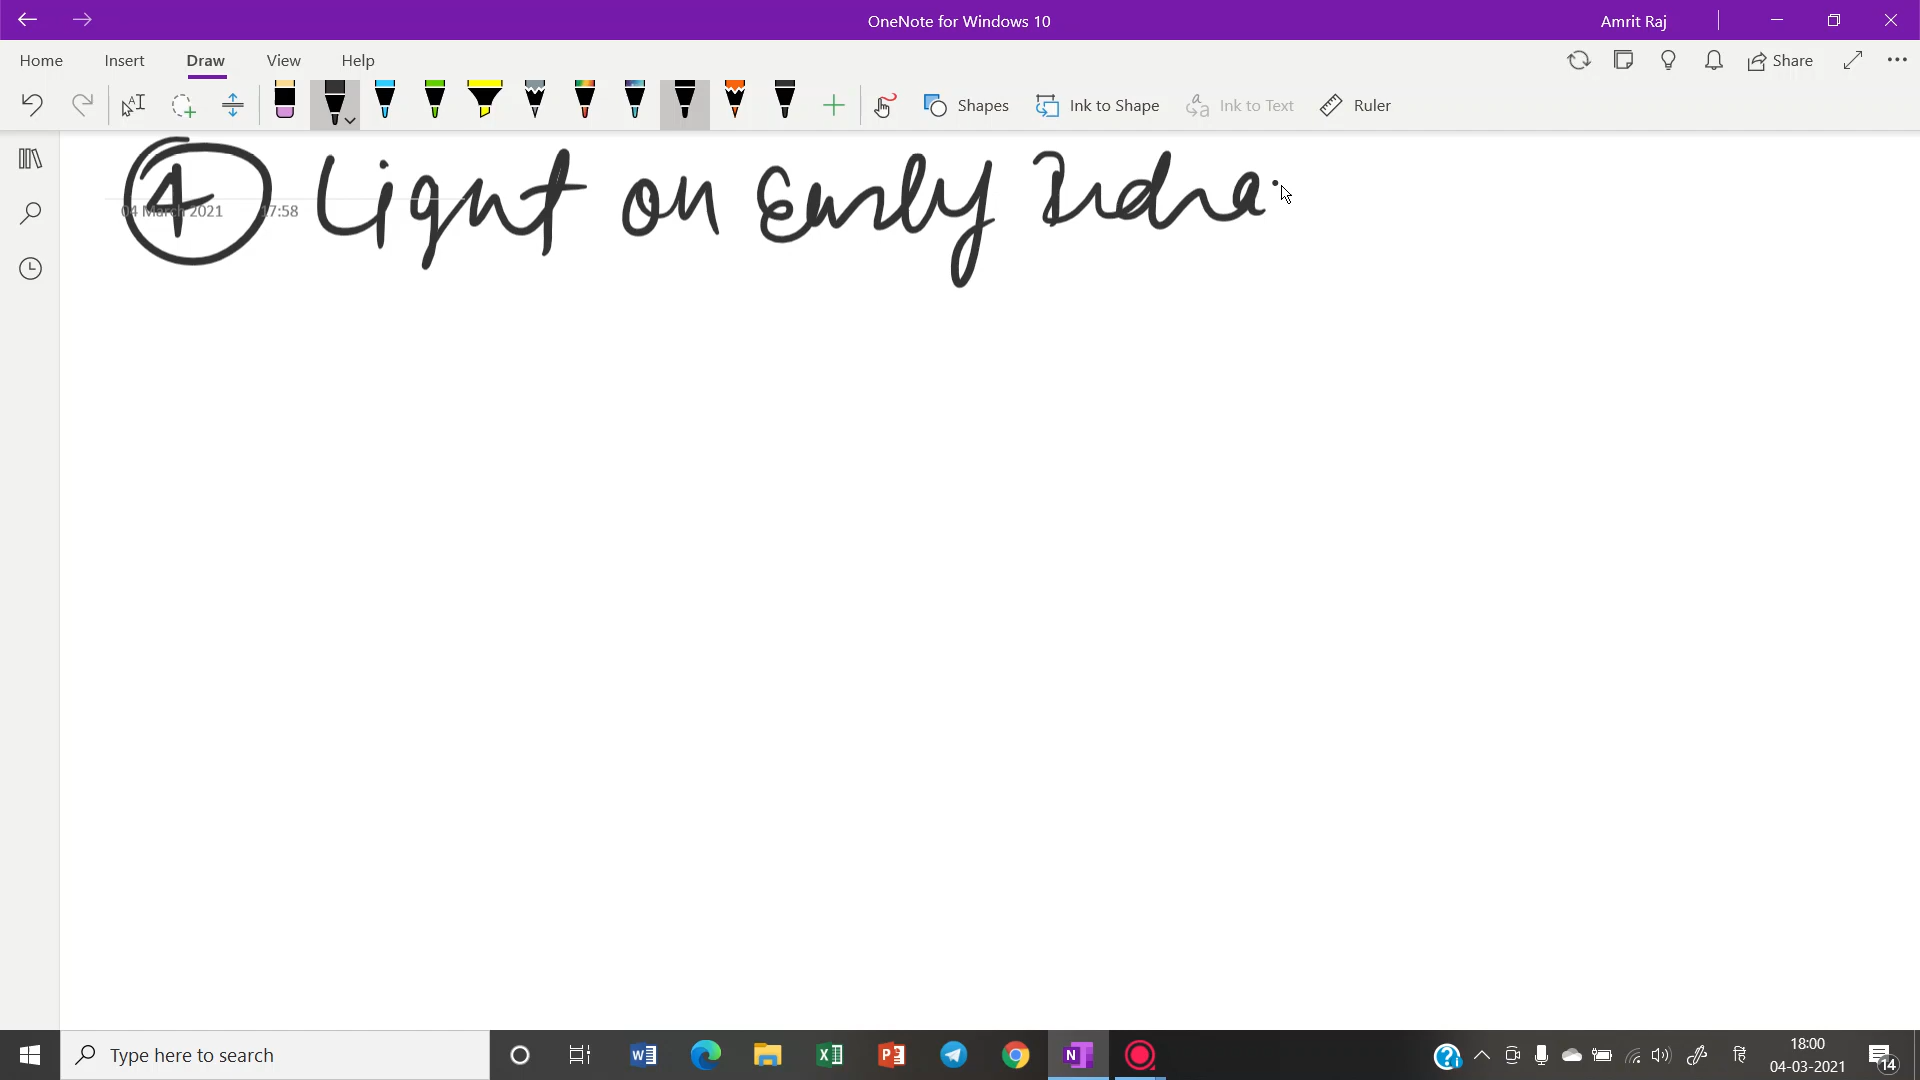 OneNote for Windows 10
Amrit Raj
Home Insert Draw View Help
Share
Shapes Ink to Shape Ink to Text Ruler
4 Light on Early India
04 March 2021 17:58
Type here to search
हि
18:00
04-03-2021
14